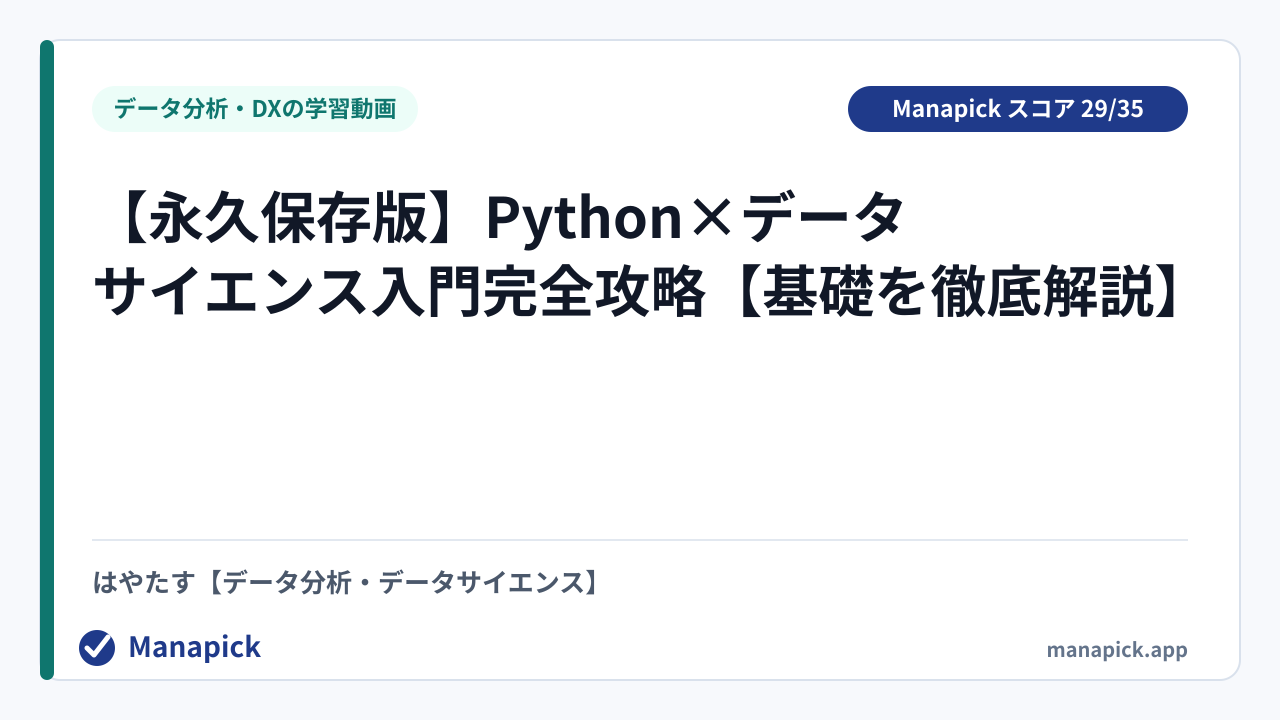 データ分析・DXの学習動画
Manapick スコア 29/35
【永久保存版】Python×データ
サイエンス入門完全攻略【基礎を徹底解説】
はやたす【データ分析・データサイエンス】
Manapick
manapick.app